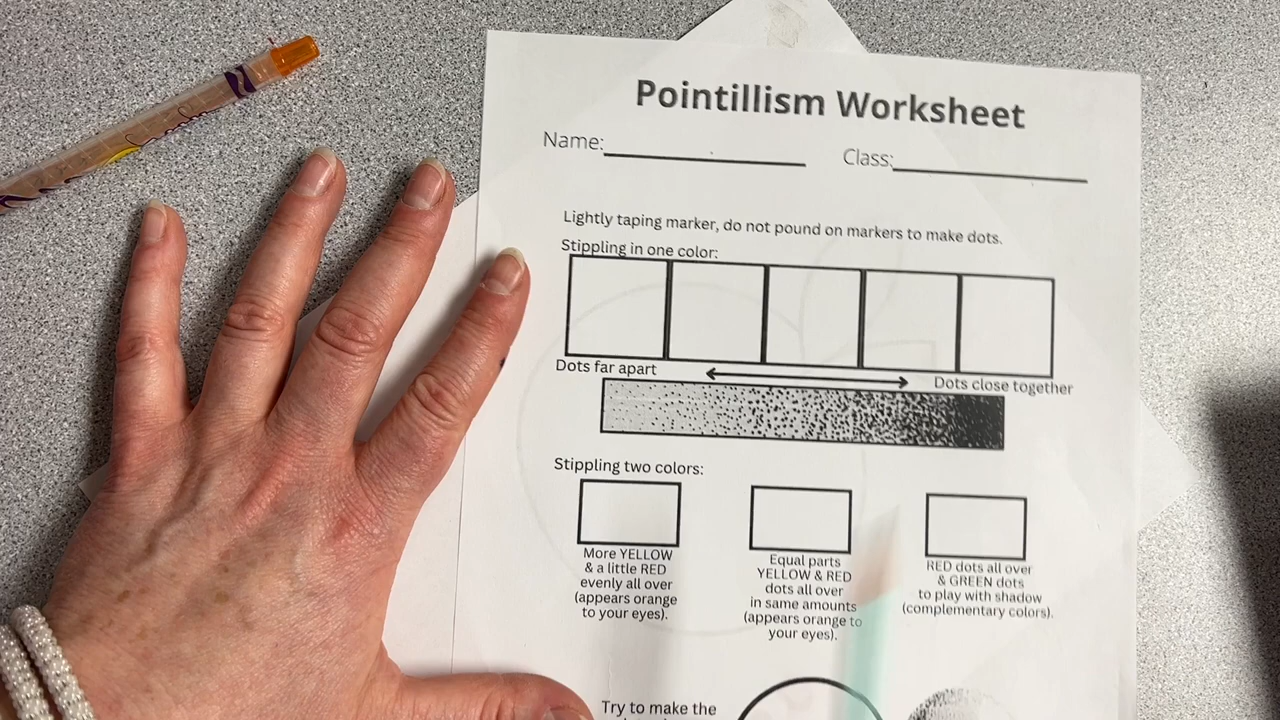 Pointillism Worksheet
Name: Class:
Lightly taping marker, do not pound on markers to make dots.
Stippling in one color:
Dots far apart
Dots close together
Stippling two colors:
More YELLOW
& a little RED
evenly all over
(appears orange
to your eyes).
Equal parts
YELLOW & RED
dots all over
in same amounts
(appears orange to
your eyes).
RED dots all over
& GREEN dots
to play with shadow
(complementary colors).
Try to make the